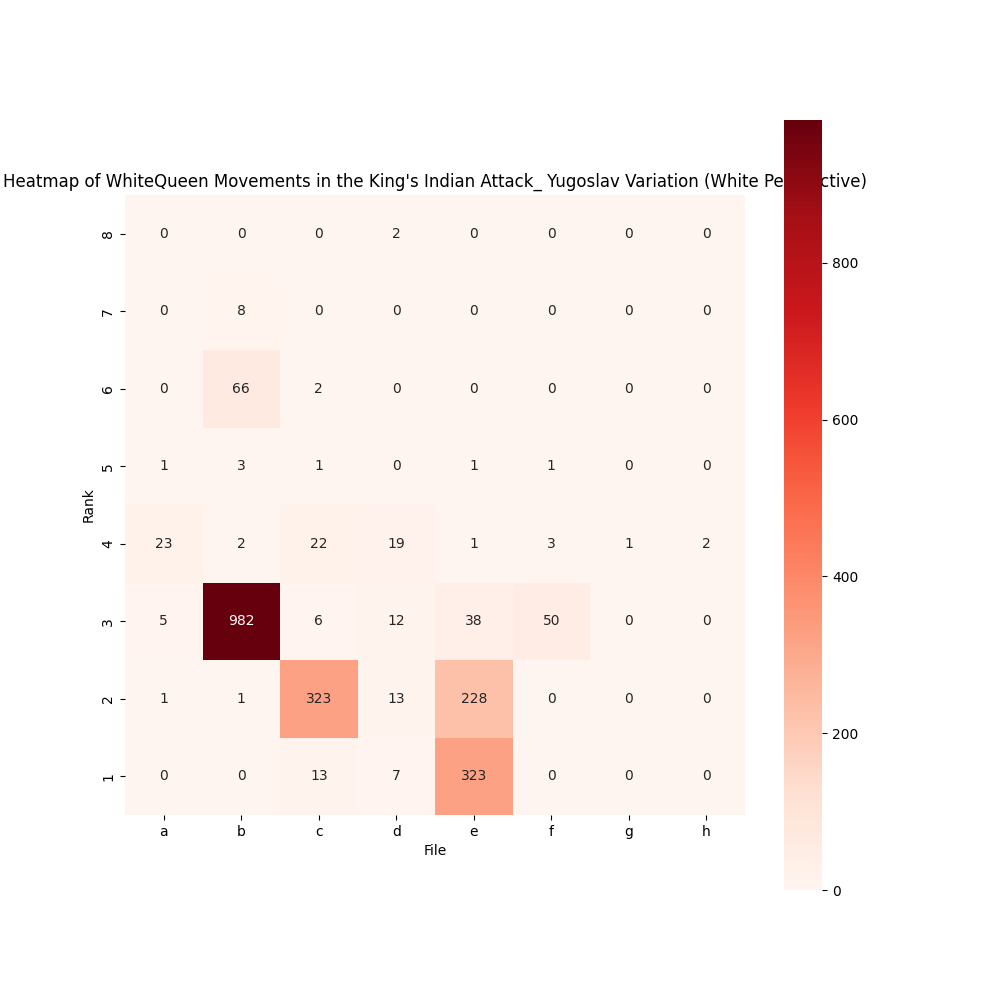 Heatmap of WhiteQueen Movements in the King's Indian Attack_ Yugoslav Variation (White Pe ctive)
8 0 0 0 2 0 0 0 0
7 0 8 0 0 0 0 0 0
6 0 66 2 0 0 0 0 0
5 1 3 1 0 1 1 0 0
4 23 2 22 19 1 3 1 2
3 5 982 6 12 38 50 0 0
2 1 1 323 13 228 0 0 0
1 0 0 13 7 323 0 0 0
a b c d e f g h
File
Rank
800
600
400
200
0